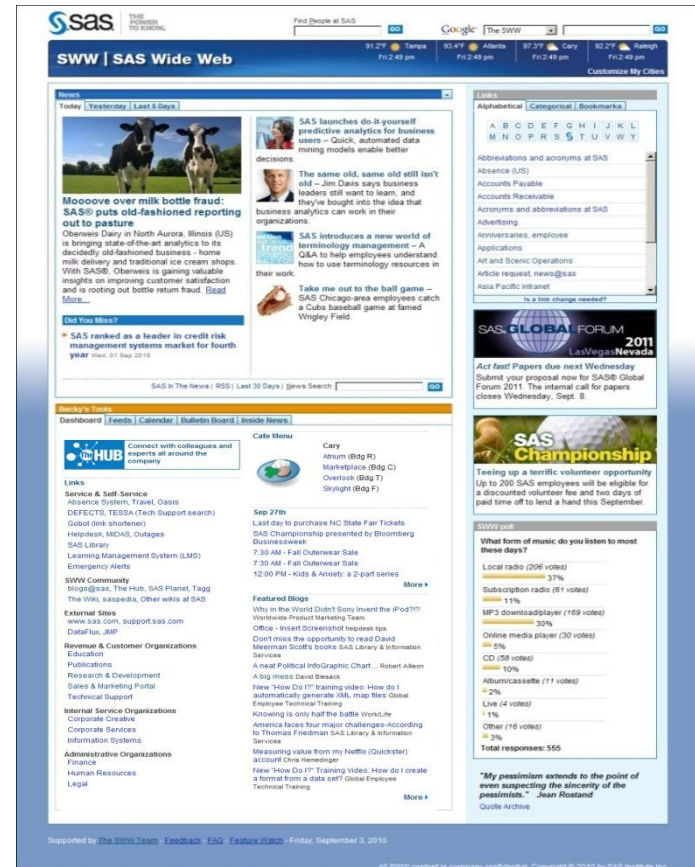 sas THE POWER TO KNOW.
Find People at SAS
GO
Google The SWW
GO
SWW | SAS Wide Web
91.2°F Tampa
Fri 2:49 pm
93.4°F Atlanta
Fri 2:49 pm
97.3°F Cary
Fri 2:49 pm
92.2°F Raleigh
Fri 2:49 pm
Customize My Cities
News
Today Yesterday Last 5 Days
Moooove over milk bottle fraud:
SAS® puts old-fashioned reporting
out to pasture
Oberweis Dairy in North Aurora, Illinois (US)
is bringing state-of-the-art analytics to its
decidedly old-fashioned business - home
milk delivery and traditional ice cream shops.
With SAS®, Oberweis is gaining valuable
insights on improving customer satisfaction
and is rooting out bottle return fraud. Read
More...
Did You Miss?
SAS ranked as a leader in credit risk
management systems market for fourth
year Wed, 01 Sep 2010
SAS launches do-it-yourself
predictive analytics for business
users – Quick, automated data
mining models enable better
decisions.
The same old, same old still isn't
old – Jim Davis says business
leaders still want to learn, and
they've bought into the idea that
business analytics can work in their
organizations.
trend
SAS introduces a new world of
terminology management – A
Q&A to help employees understand
how to use terminology resources in
their work.
Take me out to the ball game –
SAS Chicago-area employees catch
a Cubs baseball game at famed
Wrigley Field.
SAS In The News | RSS | Last 30 Days | News Search:
GO
Becky's Tools
Dashboard Feeds Calendar Bulletin Board Inside News
The HUB
Connect with colleagues and
experts all around the
company
Links
Service & Self-Service
Absence System, Travel, Oasis
DEFECTS, TESSA (Tech Support search)
Gobot (link shortener)
Helpdesk, MIDAS, Outages
SAS Library
Learning Management System (LMS)
Emergency Alerts
SWW Community
blogs@sas, The Hub, SAS Planet, Tagg
The Wiki, saspedia, Other wikis at SAS
External Sites
www.sas.com, support.sas.com
DataFlux, JMP
Revenue & Customer Organizations
Education
Publications
Research & Development
Sales & Marketing Portal
Technical Support
Internal Service Organizations
Corporate Creative
Corporate Services
Information Systems
Administrative Organizations
Finance
Human Resources
Legal
Cafe Menu
Cary
Atrium (Bdg R)
Marketplace (Bdg C)
Overlook (Bdg T)
Skylight (Bdg F)
Sep 27th
Last day to purchase NC State Fair Tickets
SAS Championship presented by Bloomberg
Businessweek
7:30 AM - Fall Outerwear Sale
7:30 AM - Fall Outerwear Sale
12:00 PM - Kids & Anxiety: a 2-part series
More
Featured Blogs
Why in the World Didn't Sony Invent the iPod?!?
Worldwide Product Marketing Team
Office - Insert Screenshot helpdesk tips
Don't miss the opportunity to read David
Meerman Scott's books SAS Library & Information
Services
A neat Political InfoGraphic Chart ... Robert Allison
A big mess David Biesack
New "How Do I?" training video: How do I
automatically generate XML map files Global
Employee Technical Training
Knowing is only half the battle Work/Life
America faces four major challenges-According
to Thomas Friedman SAS Library & Information
Services
Measuring value from my Netflix (Quickster)
account Chris Hemedinger
New "How Do I?" Training Video: How do I create
a format from a data set? Global Employee
Technical Training
More
Links
Alphabetical Categorical Bookmarks
A B C D E F G H I J K L
M N O P R S S T U V W Y
Abbreviations and acronyms at SAS
Absence (US)
Accounts Payable
Accounts Receivable
Acronyms and abbreviations at SAS
Advertising
Anniversaries, employee
Applications
Art and Scenic Operations
Article request, news@sas
Asia Pacific intranet
Is a link change needed?
SAS GLOBAL FORUM
2011
LasVegasNevada
Act fast! Papers due next Wednesday
Submit your proposal now for SAS® Global
Forum 2011. The internal call for papers
closes Wednesday, Sept. 8.
SAS
Championship
Teeing up a terrific volunteer opportunity
Up to 200 SAS employees will be eligible for
a discounted volunteer fee and two days of
paid time off to lend a hand this September.
SWW poll
What form of music do you listen to most
these days?
Local radio (206 votes)
37%
Subscription radio (61 votes)
11%
MP3 download/player (169 votes)
30%
Online media player (30 votes)
5%
CD (58 votes)
10%
Album/cassette (11 votes)
2%
Live (4 votes)
1%
Other (16 votes)
3%
Total responses: 555
"My pessimism extends to the point of
even suspecting the sincerity of the
pessimists." Jean Rostand
Quote Archive
Supported by The SWW Team - Feedback - FAQ - Feature Watch - Friday, September 3, 2010
All SWW content is company confidential. Copyright © 2010 by SAS Institute Inc.